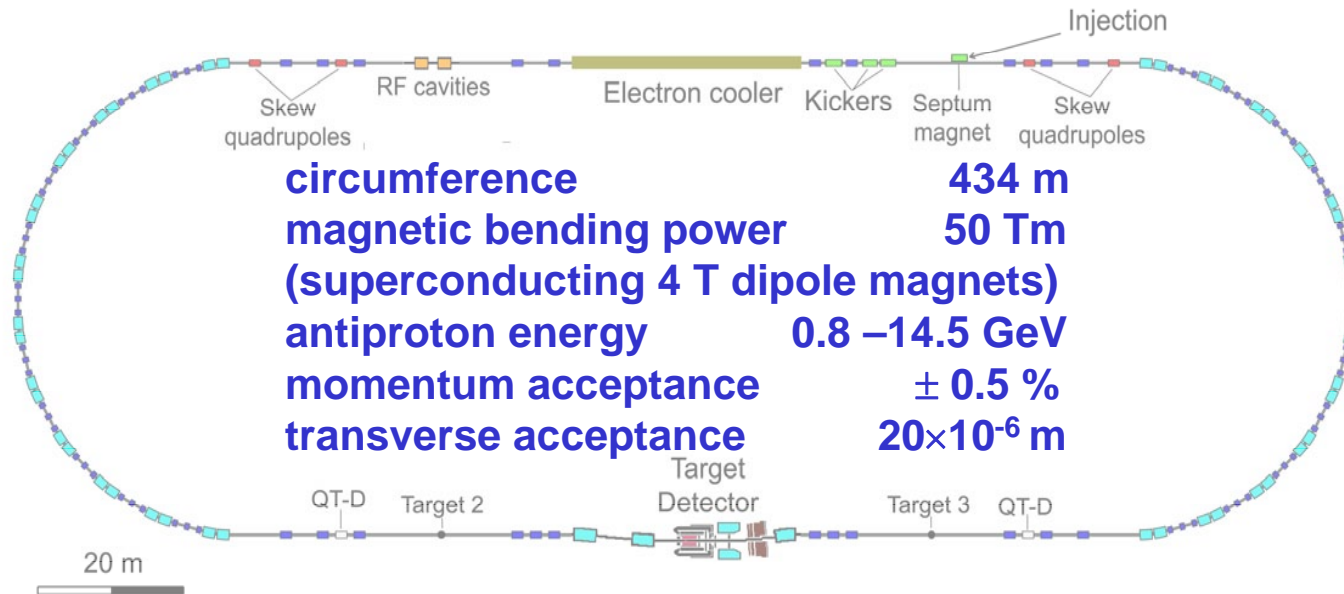 Injection
RF cavities
Electron cooler
Kickers
Skew
quadrupoles
Septum
magnet
Skew
quadrupoles
circumference 434 m
magnetic bending power 50 Tm
(superconducting 4 T dipole magnets)
antiproton energy 0.8 –14.5 GeV
momentum acceptance ± 0.5 %
transverse acceptance 20×10⁻⁶ m
Target
Detector
QT-D
Target 2
Target 3
QT-D
20 m